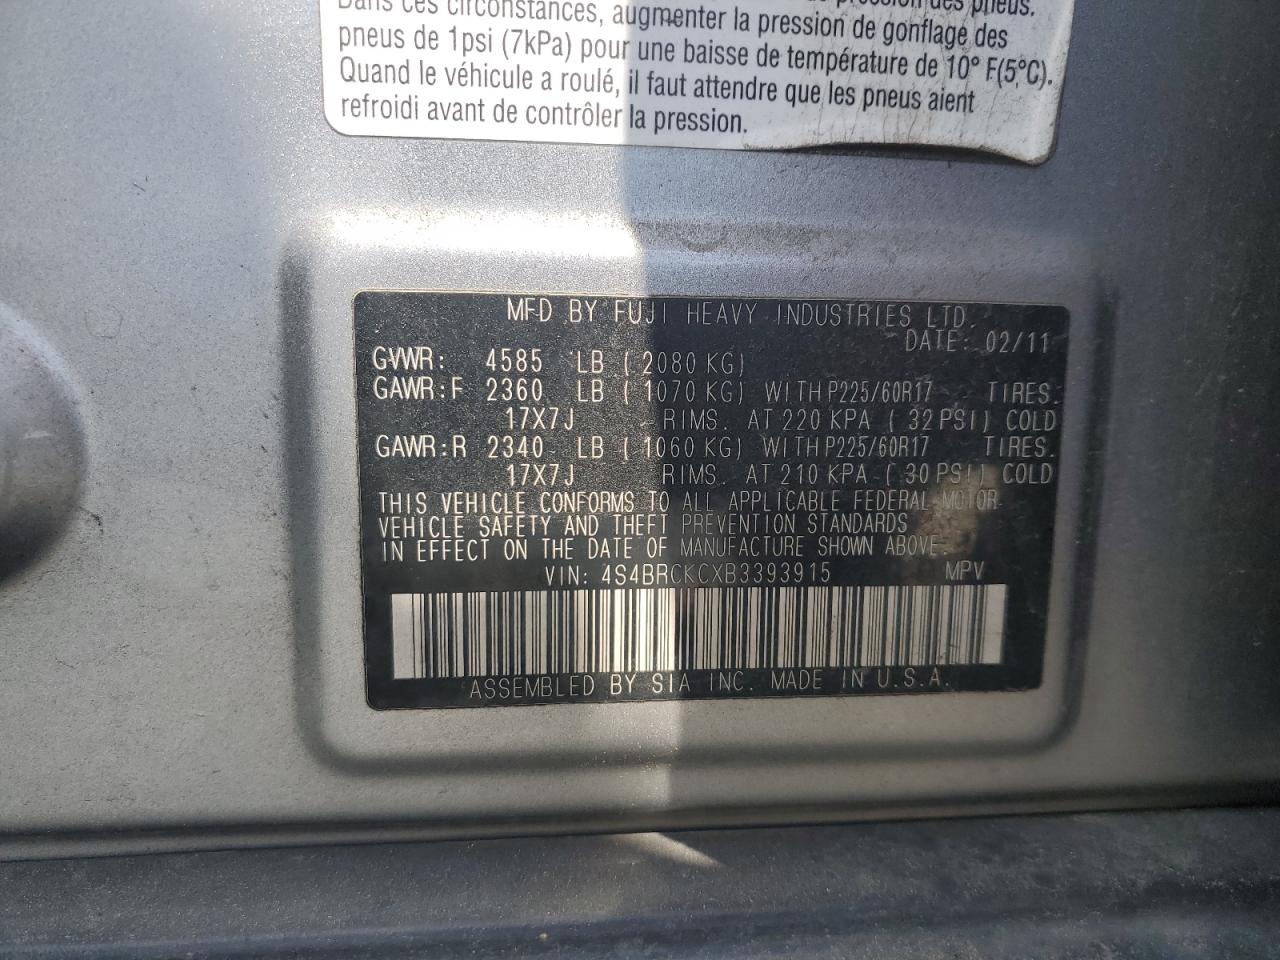 Dans ces circonstances, augmenter la pression de gonflage des
pneus de 1psi (7kPa) pour une baisse de température de 10° F(5°C).
Quand le véhicule a roulé, il faut attendre que les pneus aient
refroidi avant de contrôler la pression.
MFD BY FUJI HEAVY INDUSTRIES LTD.
DATE: 02/11
GVWR: 4585 LB ( 2080 KG)
GAWR:F 2360 LB ( 1070 KG) WITH P225/60R17 TIRES.
17X7J RIMS. AT 220 KPA ( 32 PSI) COLD
GAWR:R 2340 LB ( 1060 KG) WITH P225/60R17 TIRES.
17X7J RIMS. AT 210 KPA ( 30 PSI) COLD
THIS VEHICLE CONFORMS TO ALL APPLICABLE FEDERAL MOTOR
VEHICLE SAFETY AND THEFT PREVENTION STANDARDS
IN EFFECT ON THE DATE OF MANUFACTURE SHOWN ABOVE.
VIN: 4S4BRCKCXB3393915 MPV
ASSEMBLED BY SIA INC. MADE IN U.S.A.